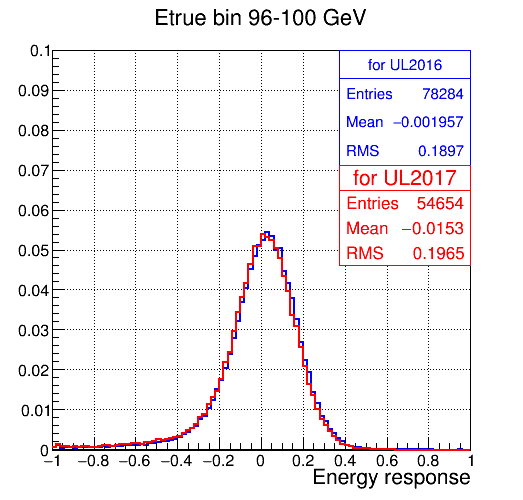 Etrue bin 96-100 GeV
for UL2016
Entries 78284
Mean −0.001957
RMS 0.1897
for UL2017
Entries 54654
Mean −0.0153
RMS 0.1965
0.1
0.09
0.08
0.07
0.06
0.05
0.04
0.03
0.02
0.01
0
−1 −0.8 −0.6 −0.4 −0.2 0 0.2 0.4 0.6 0.8 1
Energy response